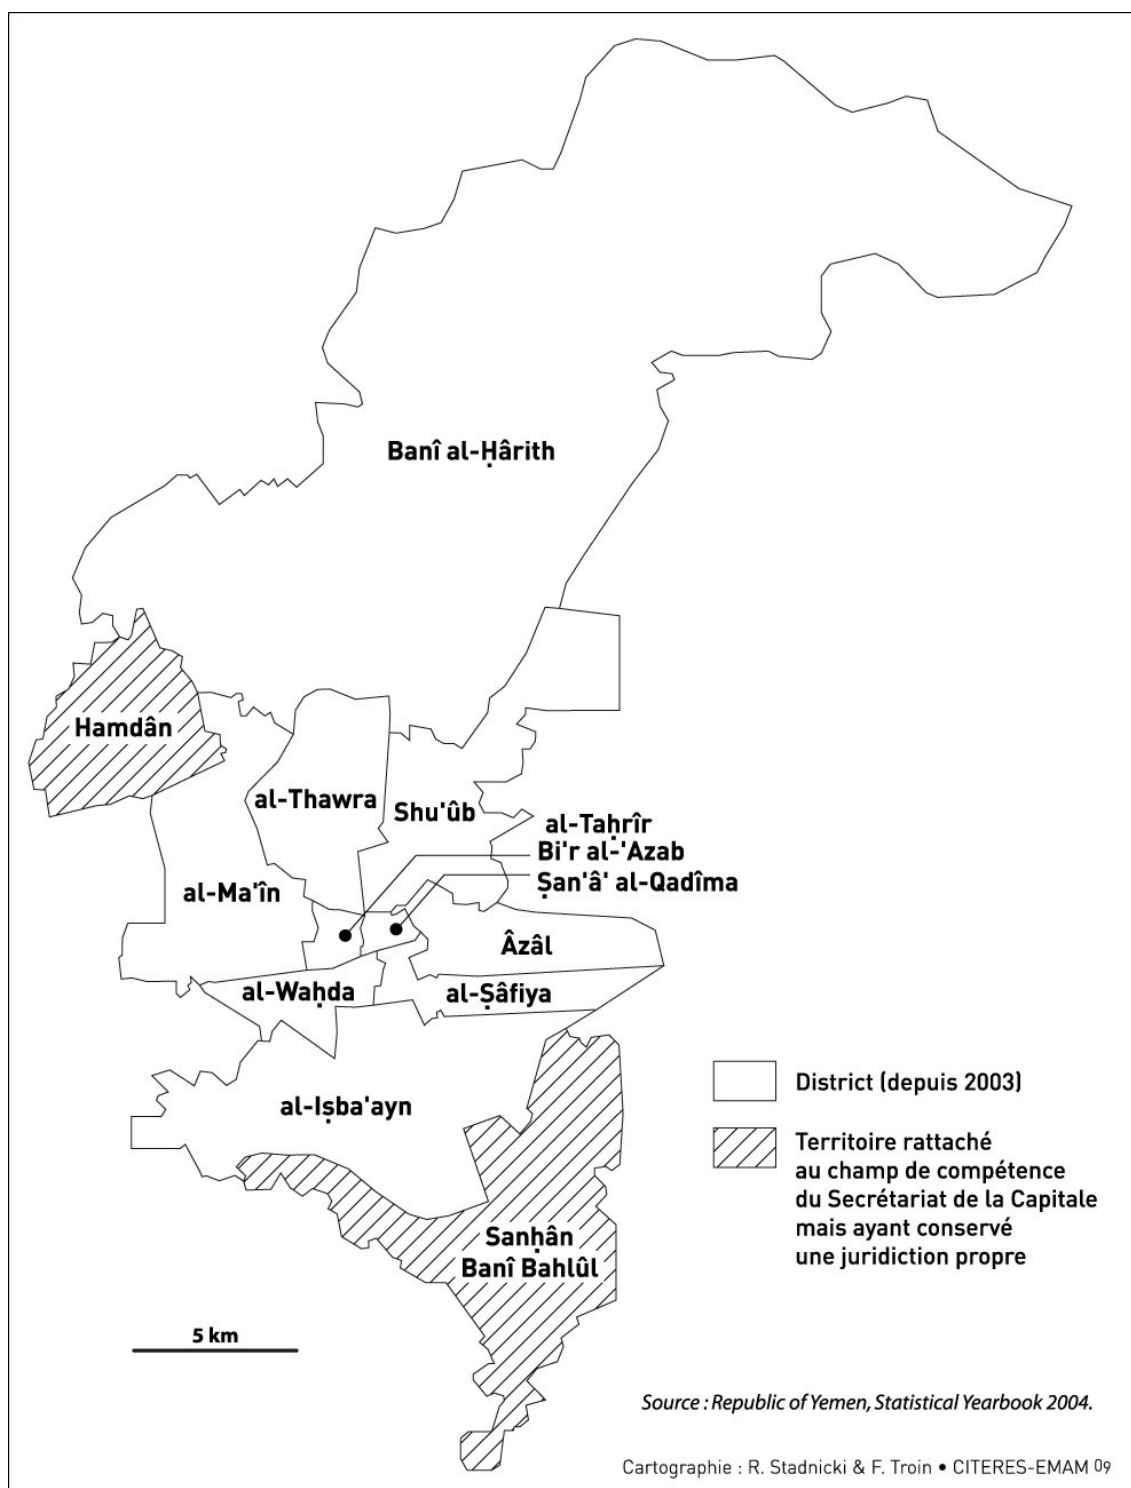 Banî al-Ḥârith
Hamdân
al-Thawra
Shu'ûb
al-Taḥrîr
Bi'r al-'Azab
Ṣan'â' al-Qadîma
al-Ma'în
Âzâl
al-Waḥda
al-Ṣâfiya
al-Iṣba'ayn
Sanḥân
Banî Bahlûl
District (depuis 2003)
Territoire rattaché
au champ de compétence
du Secrétariat de la Capitale
mais ayant conservé
une juridiction propre
5 km
Source : Republic of Yemen, Statistical Yearbook 2004.
Cartographie : R. Stadnicki & F. Troin • CITERES-EMAM 09